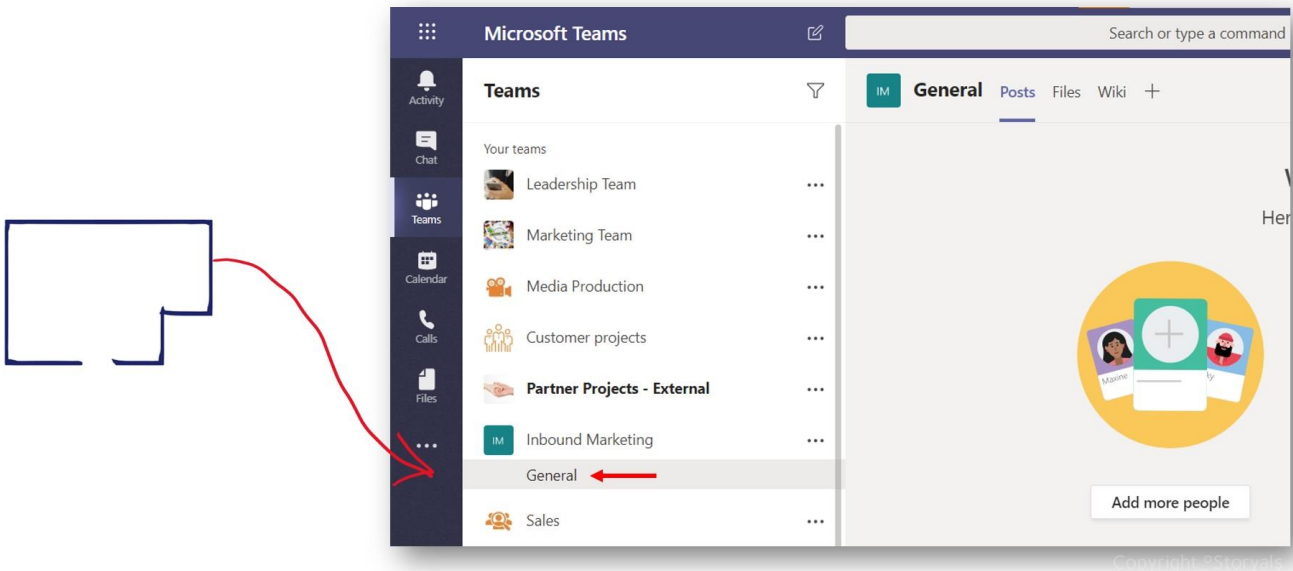 Microsoft Teams
Search or type a command
Activity
Chat
Teams
Calendar
Calls
Files
Teams
Your teams
Leadership Team
Marketing Team
Media Production
Customer projects
Partner Projects - External
IM Inbound Marketing
General
Sales
IM General Posts Files Wiki
Her
Maxine
Add more people
Copyright ©Storyals